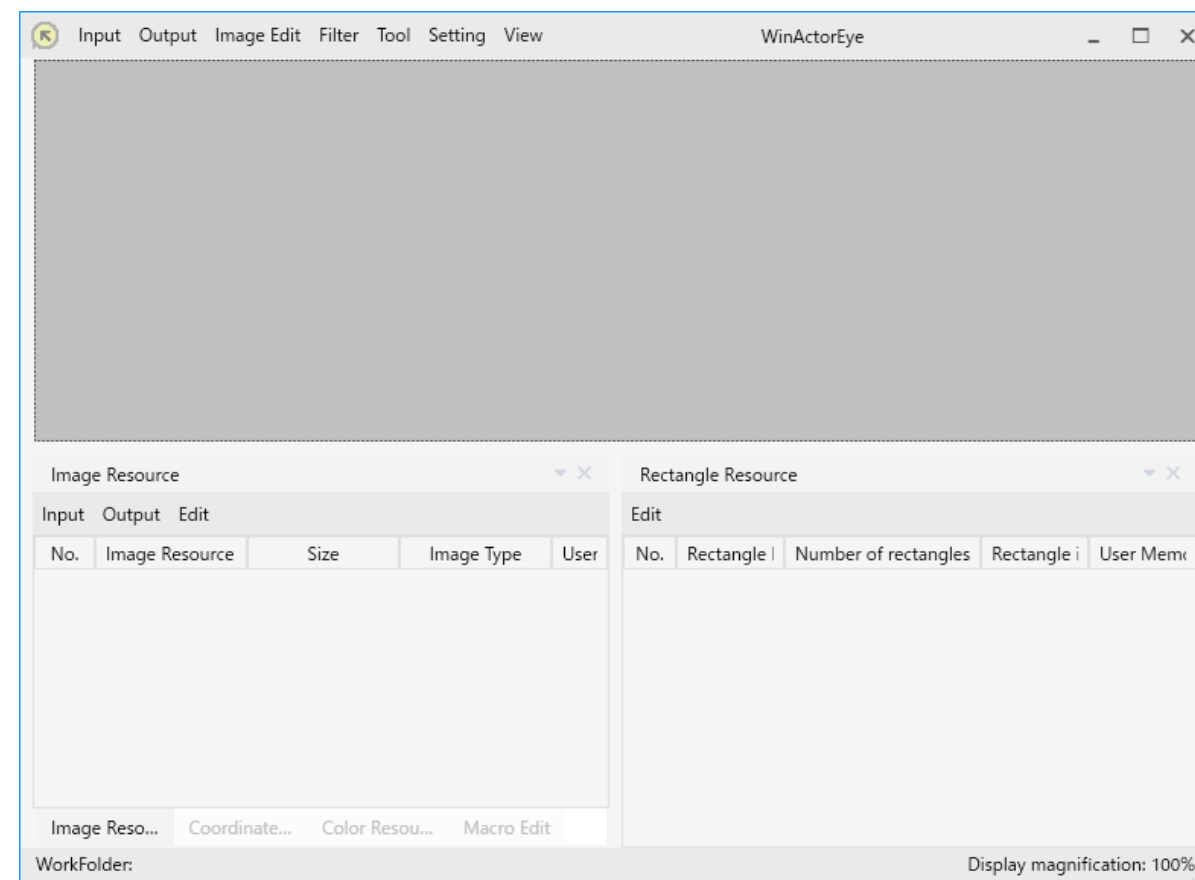 Input Output Image Edit Filter Tool Setting View WinActorEye
Image Resource
Input Output Edit
No. Image Resource Size Image Type User
Image Reso... Coordinate... Color Resou... Macro Edit
Rectangle Resource
Edit
No. Rectangle Number of rectangles Rectangle User
WorkFolder: Display magnification: 100%